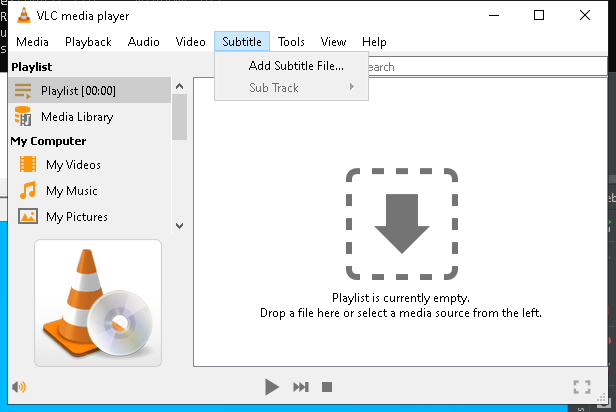 VLC media player
Media Playback Audio Video Subtitle Tools View Help
Playlist
Add Subtitle File...
earch
Playlist [00:00]
Sub Track
Media Library
My Computer
My Videos
My Music
My Pictures
Playlist is currently empty.
Drop a file here or select a media source from the left.